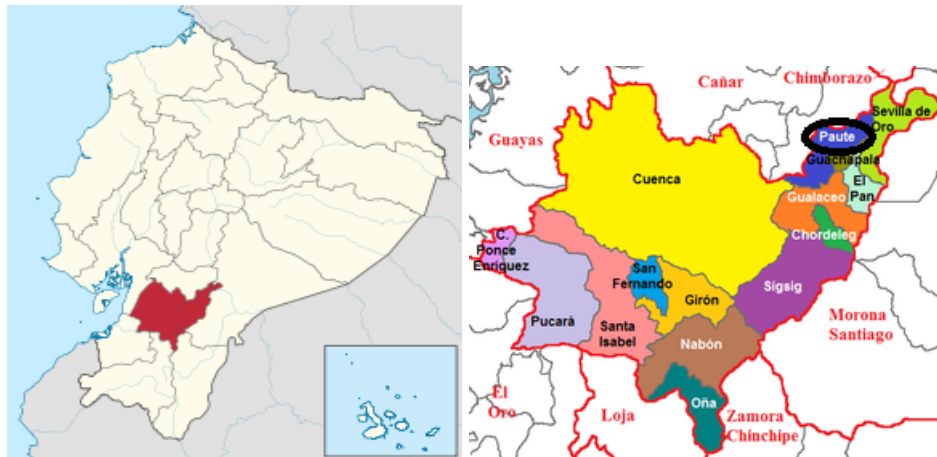 Cañar
Chimborazo
Guayas
Sevilla de
Oro
Paute
Guachapala
Cuenca
El
Pan
Gualaceo
Chordeleg
C.
Ponce
Enriquez
San
Fernando
Sigsig
Girón
Pucará
Santa
Isabel
Morona
Santiago
Nabón
El
Oro
Loja
Oña
Zamora
Chinchipe